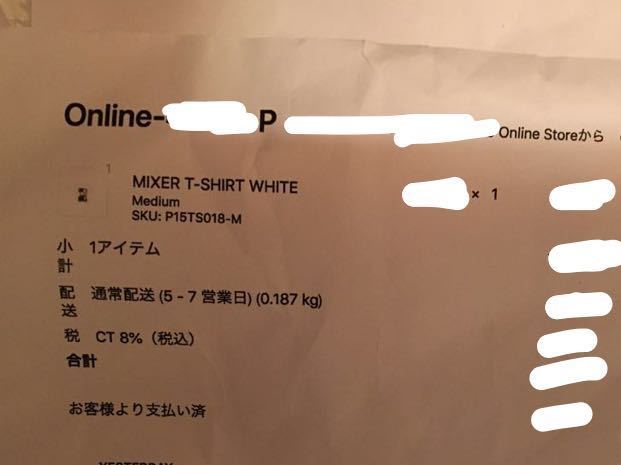 Online- P Online Storeから
1
MIXER T-SHIRT WHITE
× 1
Medium
SKU: P15TS018-M
小計 1アイテム
配送 通常配送 (5 - 7 営業日) (0.187 kg)
税 CT 8% (税込)
合計
お客様より支払い済
YESTERDAY